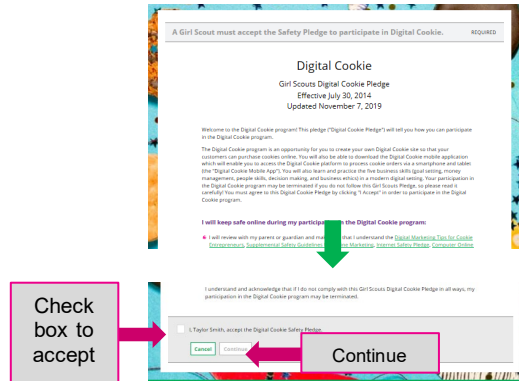 A Girl Scout must accept the Safety Pledge to participate in Digital Cookie. REQUIRED
Digital Cookie
Girl Scouts Digital Cookie Pledge
Effective July 30, 2014
Updated November 7, 2019
Welcome to the Digital Cookie program! This pledge ("Digital Cookie Pledge") will tell you how you can participate
in the Digital Cookie program.
The Digital Cookie program is an opportunity for you to create your own Digital Cookie site so that your
customers can purchase cookies online. You will also be able to download the Digital Cookie mobile application
which will enable you to access the Digital Cookie platform to process cookie orders via a smartphone and tablet
(the "Digital Cookie Mobile App"). You will also learn and practice the five business skills (goal setting, money
management, people skills, decision making, and business ethics) in a modern digital setting. Your participation in
the Digital Cookie program may be terminated if you do not follow this Girl Scouts Pledge, so please read it
carefully! You must agree to this Digital Cookie Pledge by clicking "I Accept" in order to participate in the Digital
Cookie program.
I will keep safe online during my participa the Digital Cookie program:
I will review with my parent or guardian and ma that I understand the Digital Marketing Tips for Cookie
Entrepreneurs, Supplemental Safety Guidelines ne Marketing, Internet Safety Pledge, Computer Online
I understand and acknowledge that if I do not comply with this Girl Scouts Digital Cookie Pledge in all ways, my
participation in the Digital Cookie program may be terminated.
Check
box to
accept
I, Taylor Smith, accept the Digital Cookie Safety Pledge.
Cancel Continue
Continue